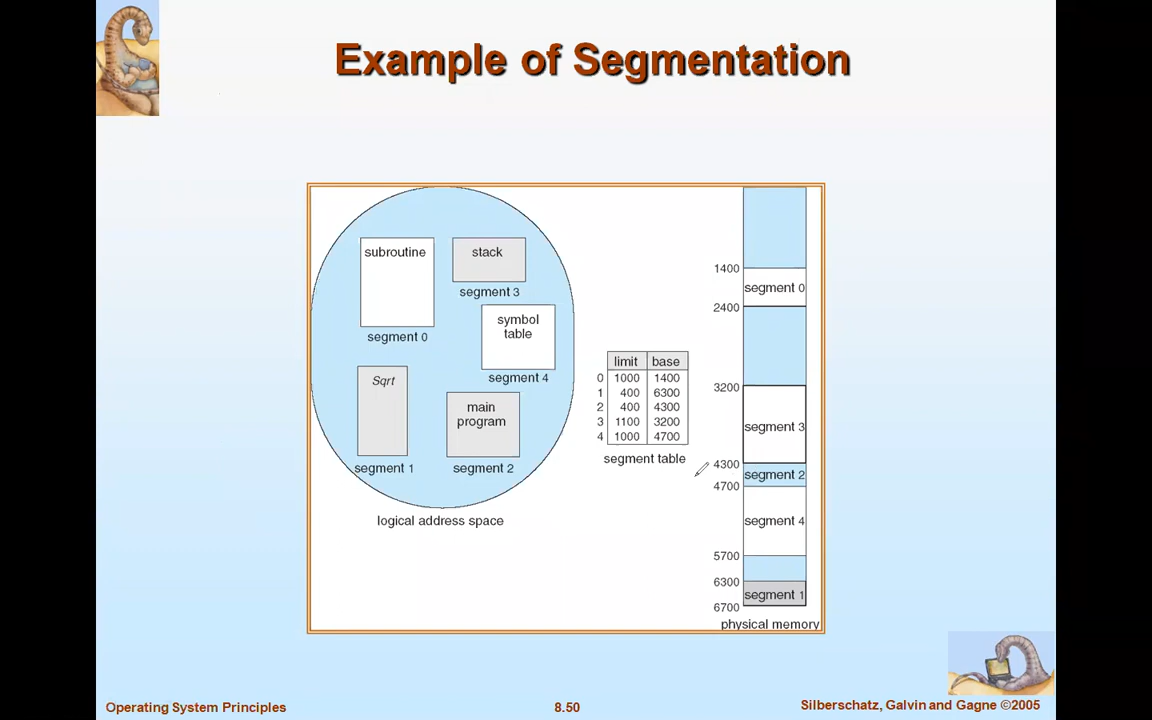 Example of Segmentation
subroutine
segment 0
stack
segment 3
symbol
table
segment 4
Sqrt
segment 1
main
program
segment 2
logical address space
limit base
0 1000 1400
1 400 6300
2 400 4300
3 1100 3200
4 1000 4700
segment table
1400
segment 0
2400
3200
segment 3
4300
segment 2
4700
segment 4
5700
6300
segment 1
6700
physical memory
Operating System Principles
8.50
Silberschatz, Galvin and Gagne ©2005